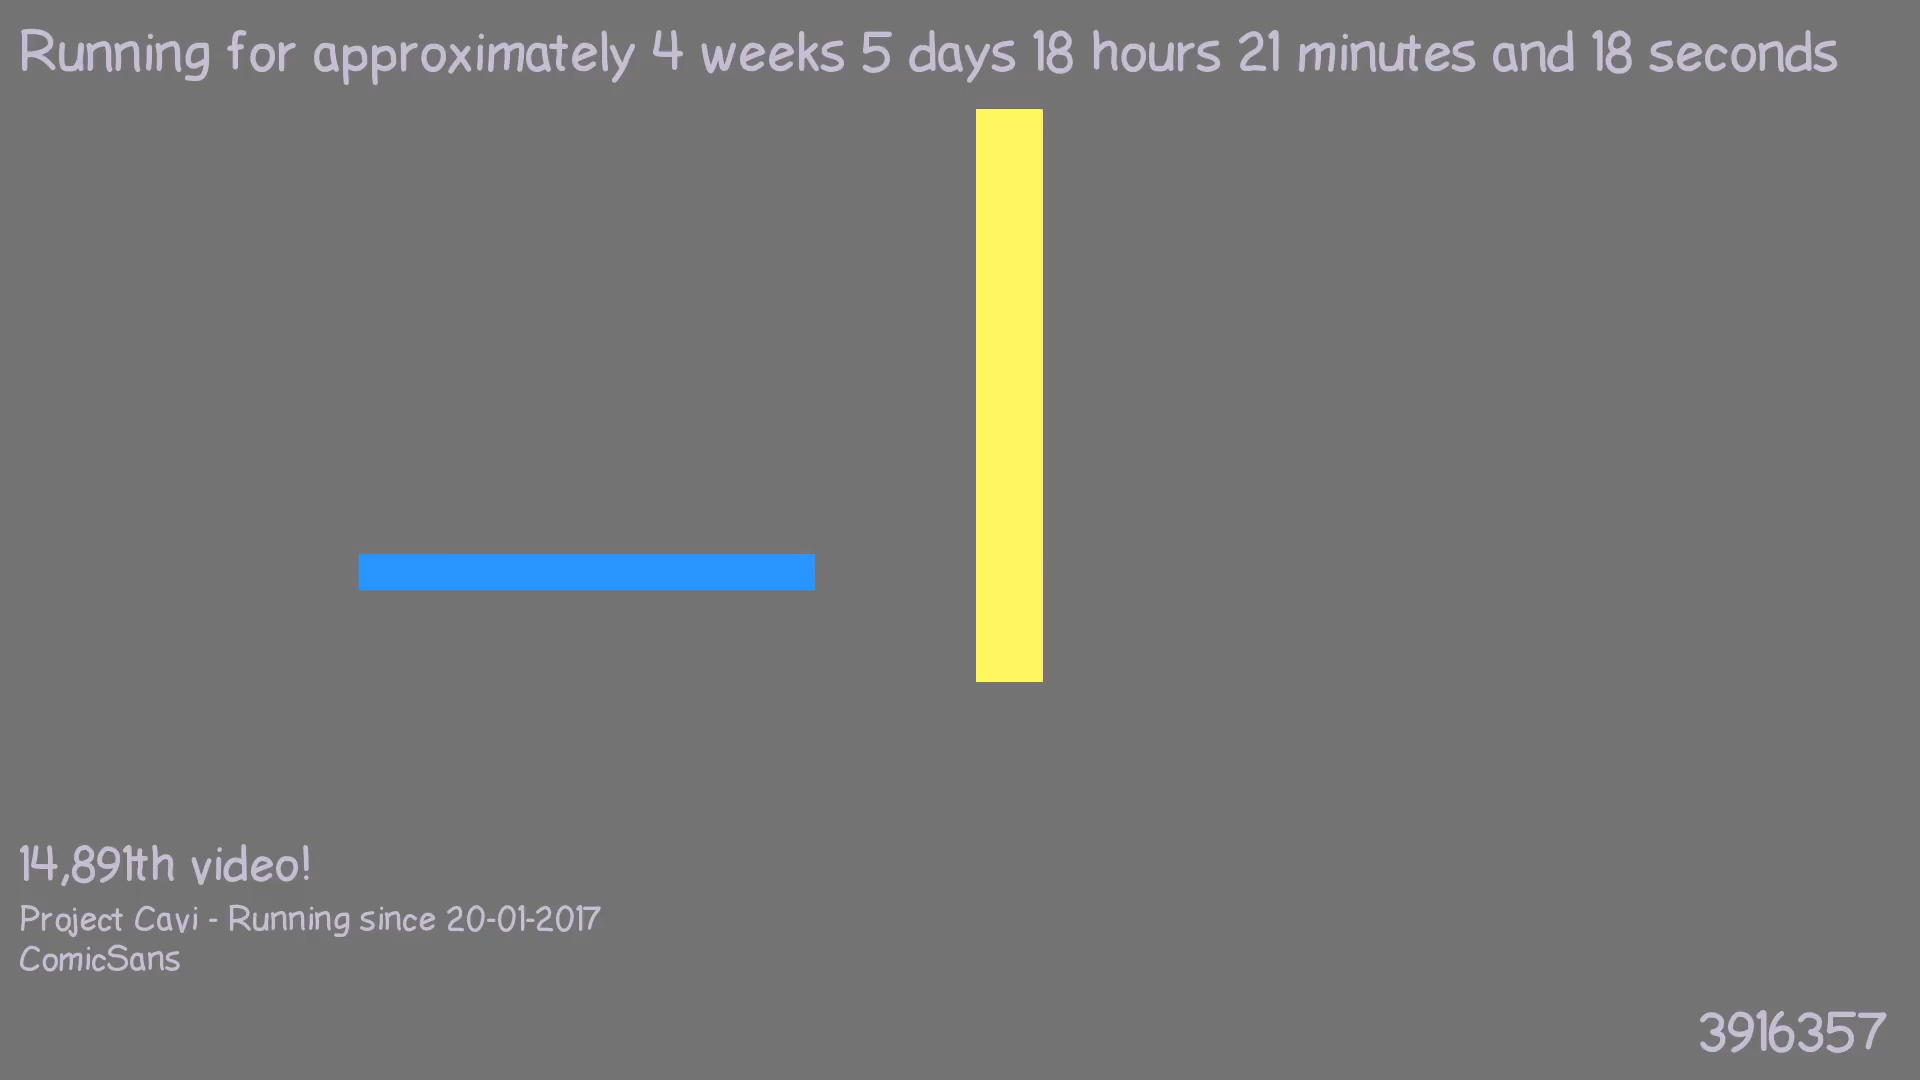 Running for approximately 4 weeks 5 days 18 hours 21 minutes and 18 seconds
14,891th video!
Project Cavi - Running since 20-01-2017
ComicSans
3916357